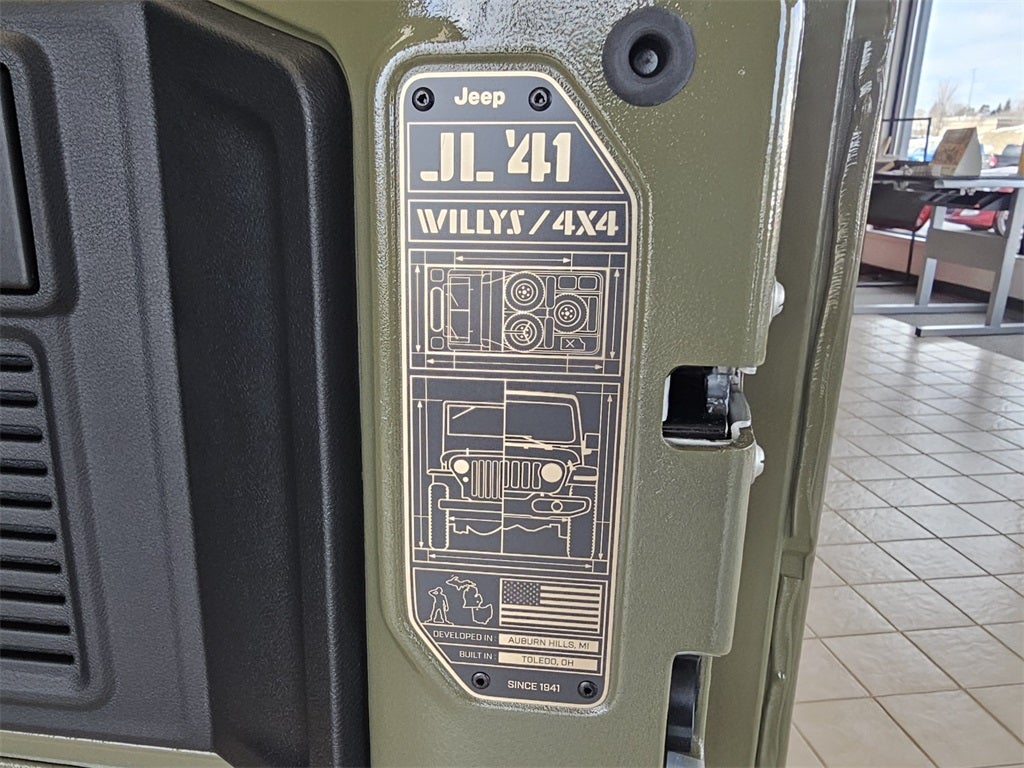 Jeep
JL '41
WILLYS / 4X4
DEVELOPED IN : AUBURN HILLS, MI
BUILT IN : TOLEDO, OH
SINCE 1941